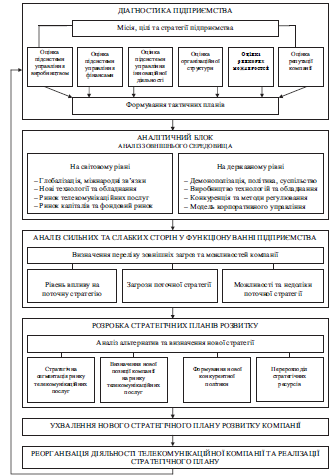 ДІАГНОСТИКА ПІДПРИЄМСТВА
Місія, цілі та стратегії підприємства
Оцінка
підсистеми
управління
виробництвом
Оцінка
підсистеми
управління
фінансами
Оцінка
підсистеми
управління
інноваційної
діяльності
Оцінка
організаційної
структури
Оцінка
ринкових
можливостей
Оцінка
репутації
компанії
Формування тактичних планів
АНАЛІТИЧНИЙ БЛОК
АНАЛІЗ ЗОВНІШНЬОГО СЕРЕДОВИЩА
На світовому рівні
– Глобалізація, міжнародні зв'язки
– Нові технології та обладнання
– Ринок телекомунікаційних послуг
– Ринок капіталів та фондовий ринок
На державному рівні
– Демонополізація, політика, суспільство
– Виробництво технологій та обладнання
– Конкуренція та методи регулювання
– Модель корпоративного управління
АНАЛІЗ СИЛЬНИХ ТА СЛАБКИХ СТОРІН У ФУНКЦІОНУВАННІ ПІДПРИЄМСТВА
Визначення переліку зовнішніх загроз та можливостей компанії
Рівень впливу на
поточну стратегію
Загрози поточної стратегії
Можливості та недоліки
поточної стратегії
РОЗРОБКА СТРАТЕГІЧНИХ ПЛАНІВ РОЗВИТКУ
Аналіз альтернатив та визначення нової стратегії
Стратегічна
сегментація ринку
телекомунікаційних
послуг
Визначення нової
позиції компанії
на ринку
телекомунікаційних
послуг
Формування нової
конкурентної
політики
Перерозподіл
стратегічних
ресурсів
УХВАЛЕННЯ НОВОГО СТРАТЕГІЧНОГО ПЛАНУ РОЗВИТКУ КОМПАНІЇ
РЕОРГАНІЗАЦІЯ ДІЯЛЬНОСТІ ТЕЛЕКОМУНІКАЦІЙНОЇ КОМПАНІЇ ТА РЕАЛІЗАЦІЇ
СТРАТЕГІЧНОГО ПЛАНУ